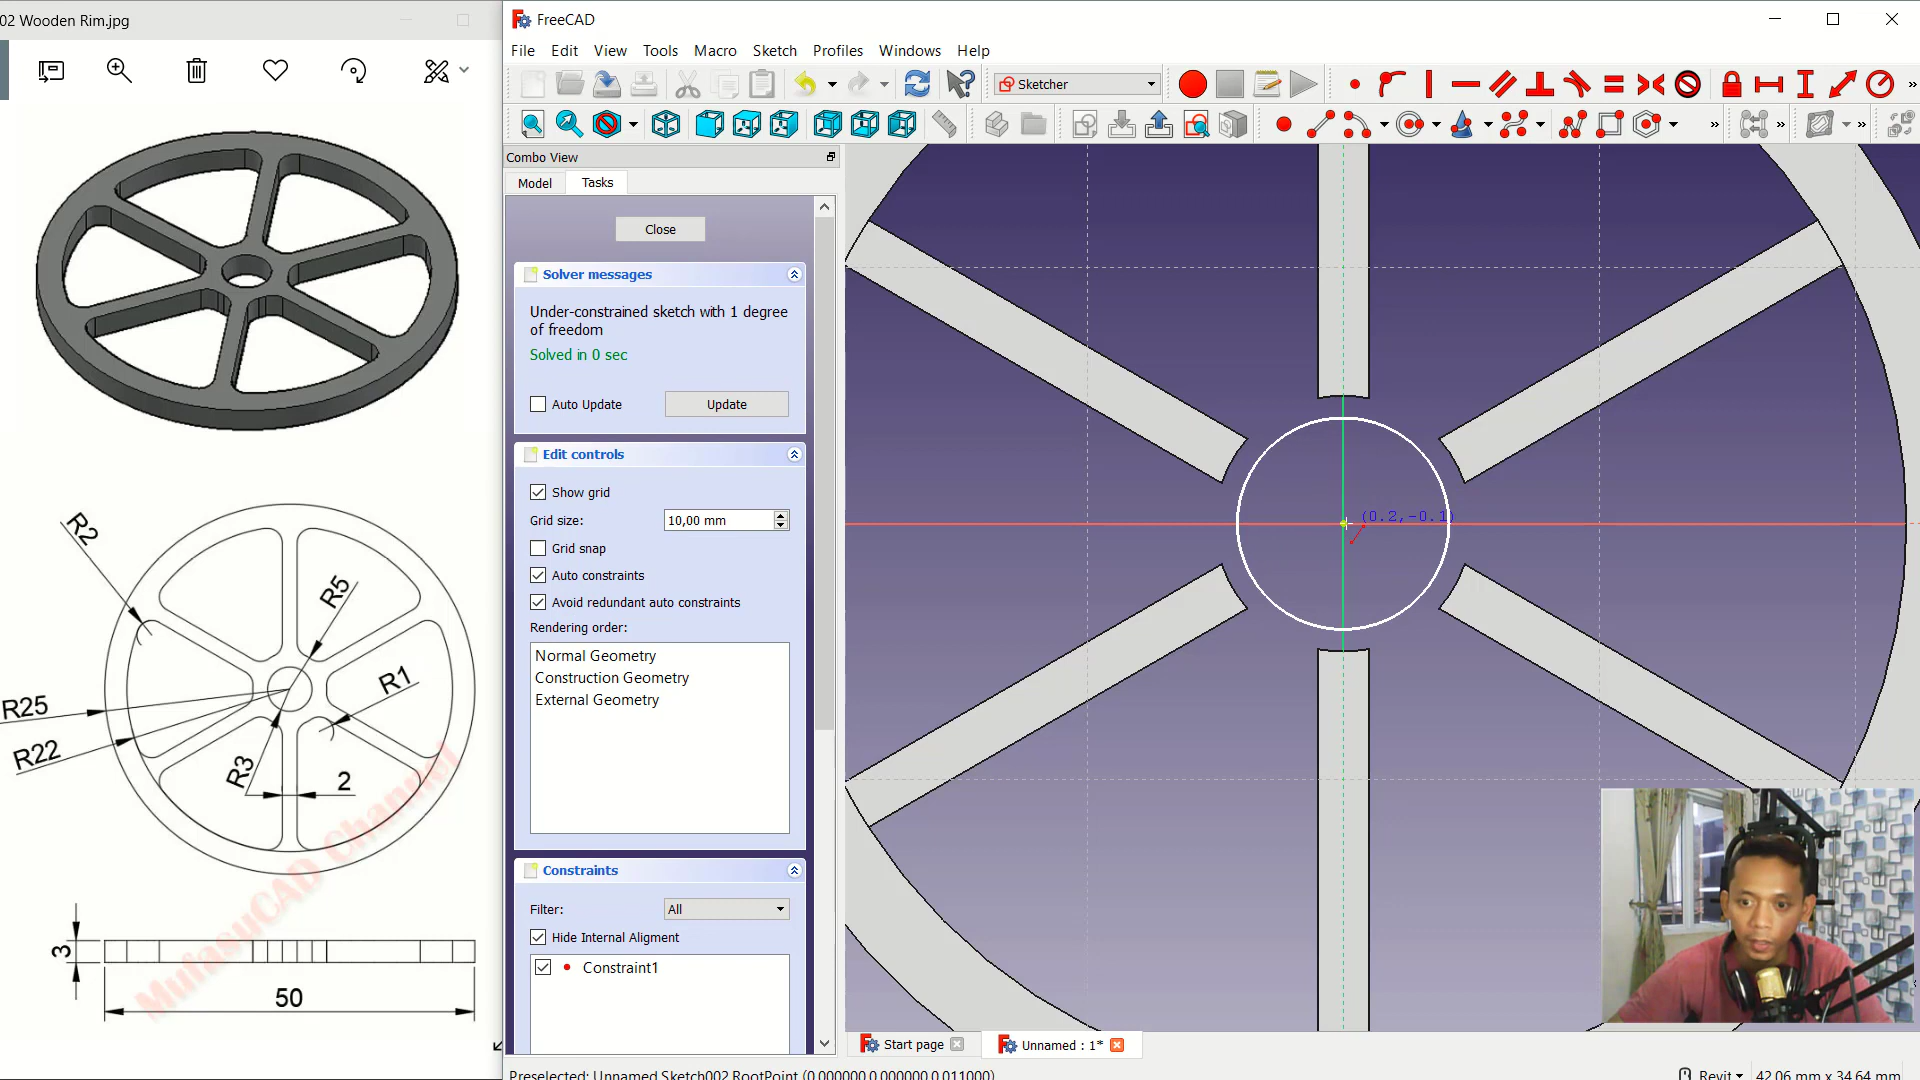 02 Wooden Rim.jpg
FreeCAD
File Edit View Tools Macro Sketch Profiles Windows Help
Sketcher
Combo View
Model Tasks
Close
Solver messages
Under-constrained sketch with 1 degree
of freedom
Solved in 0 sec
Auto Update
Update
Edit controls
Show grid
Grid size:
10,00 mm
Grid snap
Auto constraints
Avoid redundant auto constraints
Rendering order:
Normal Geometry
Construction Geometry
External Geometry
Constraints
Filter:
All
Hide Internal Aligment
Constraint1
(0.2,-0.1)
R2
R5
R1
R25
R22
R3
2
3
50
MufasuCAD Channel
Start page
Unnamed : 1*
Preselected: Unnamed.Sketch002.RootPoint (0.000000,0.000000,0.011000)
Revit
42.06 mm x 34.64 mm